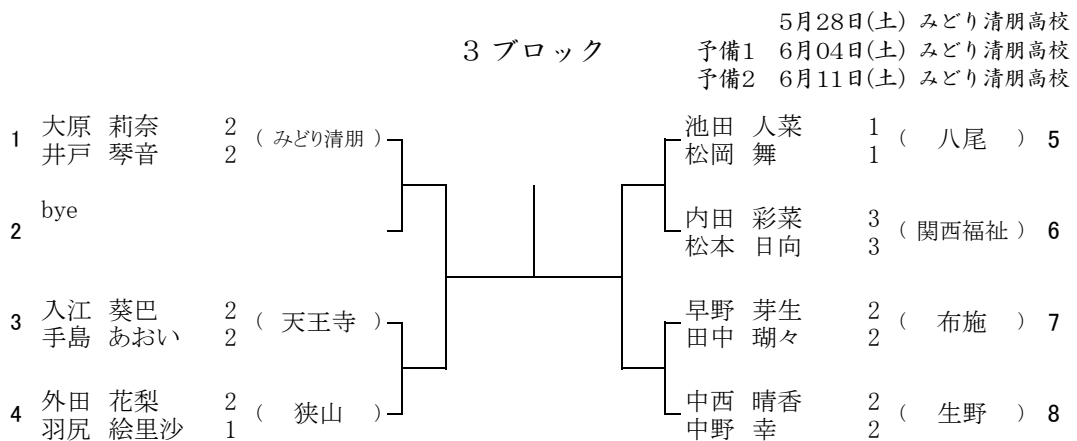 5月28日(土) みどり清朋高校
3 ブロック
予備1 6月04日(土) みどり清朋高校
予備2 6月11日(土) みどり清朋高校
1 大原 莉奈 2 ( みどり清朋 )
井戸 琴音 2
2 bye
3 入江 葵巴 2 ( 天王寺 )
手島 あおい 2
4 外田 花梨 2 ( 狭山 )
羽尻 絵里沙 1
池田 人菜 1 ( 八尾 ) 5
松岡 舞 1
内田 彩菜 3 ( 関西福祉 ) 6
松本 日向 3
早野 芽生 2 ( 布施 ) 7
田中 瑚々 2
中西 晴香 2 ( 生野 ) 8
中野 幸 2